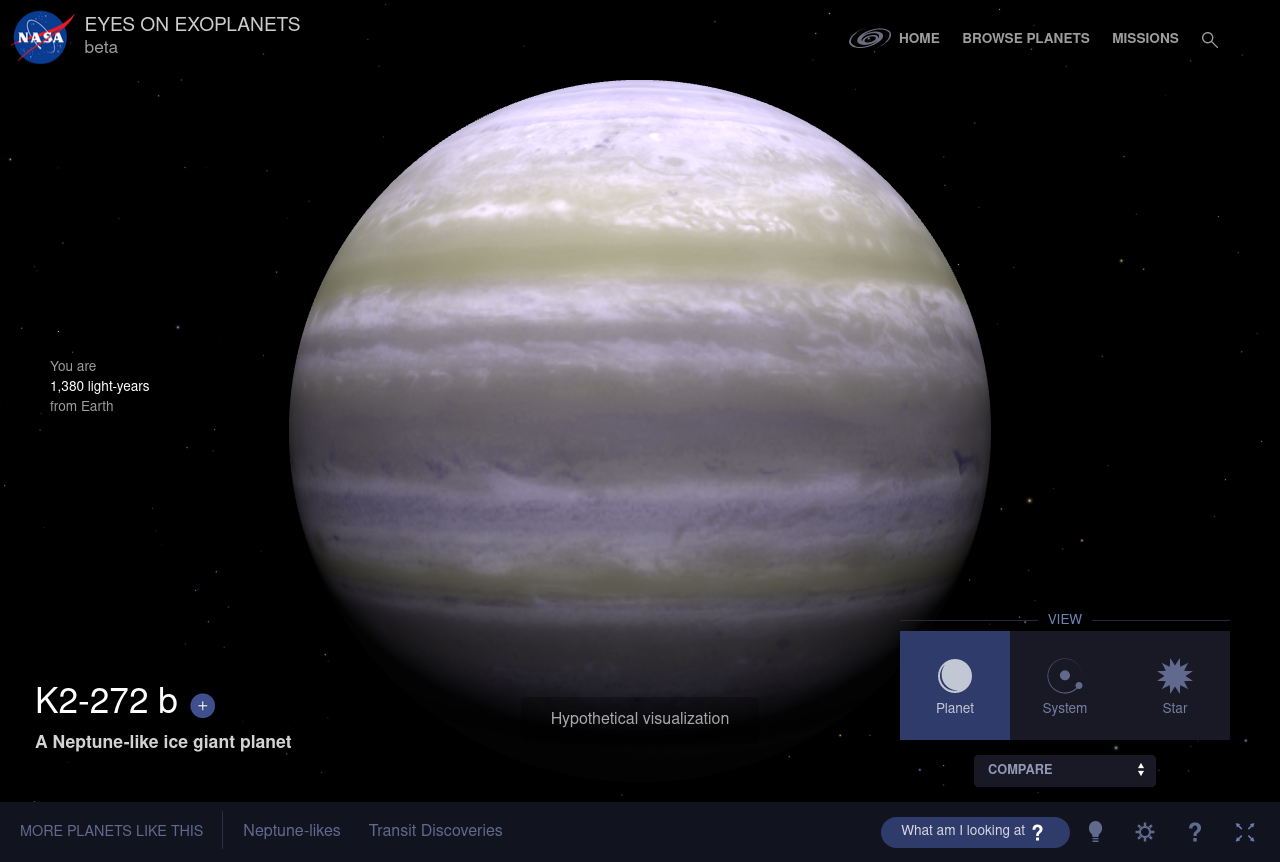 NASA
EYES ON EXOPLANETS
beta
HOME
BROWSE PLANETS
MISSIONS
You are
1,380 light-years
from Earth
VIEW
Planet
System
Star
K2-272 b +
A Neptune-like ice giant planet
Hypothetical visualization
COMPARE
MORE PLANETS LIKE THIS
Neptune-likes
Transit Discoveries
What am I looking at ?
?